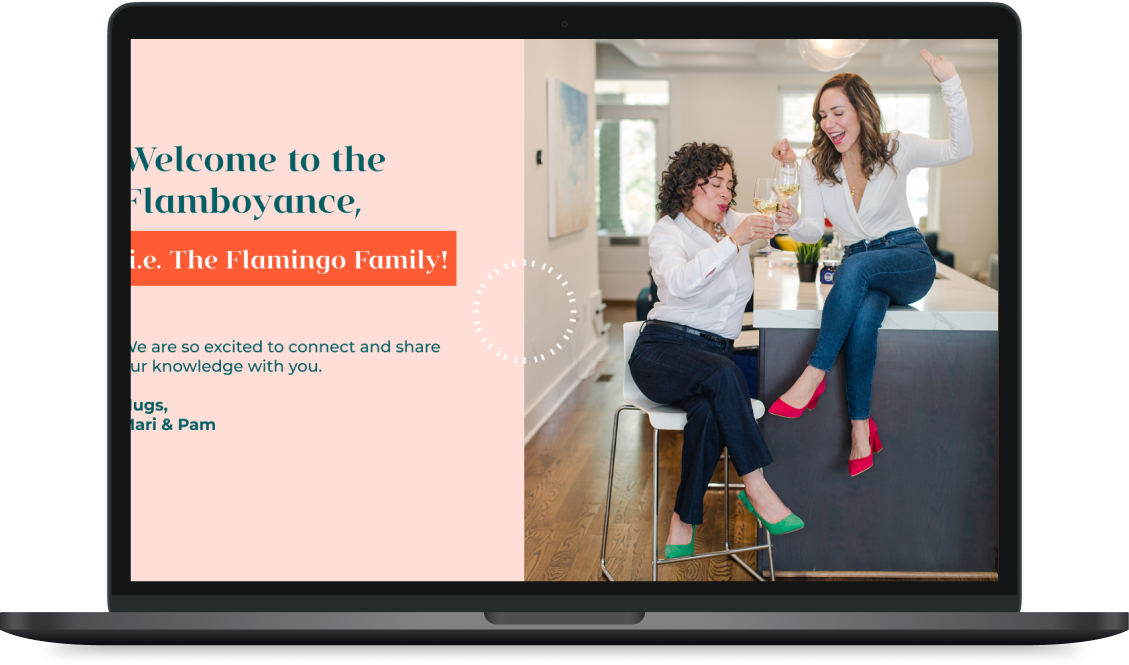 Welcome to the
Flamboyance,
i.e. The Flamingo Family!
We are so excited to connect and share
our knowledge with you.
Hugs,
Mari & Pam